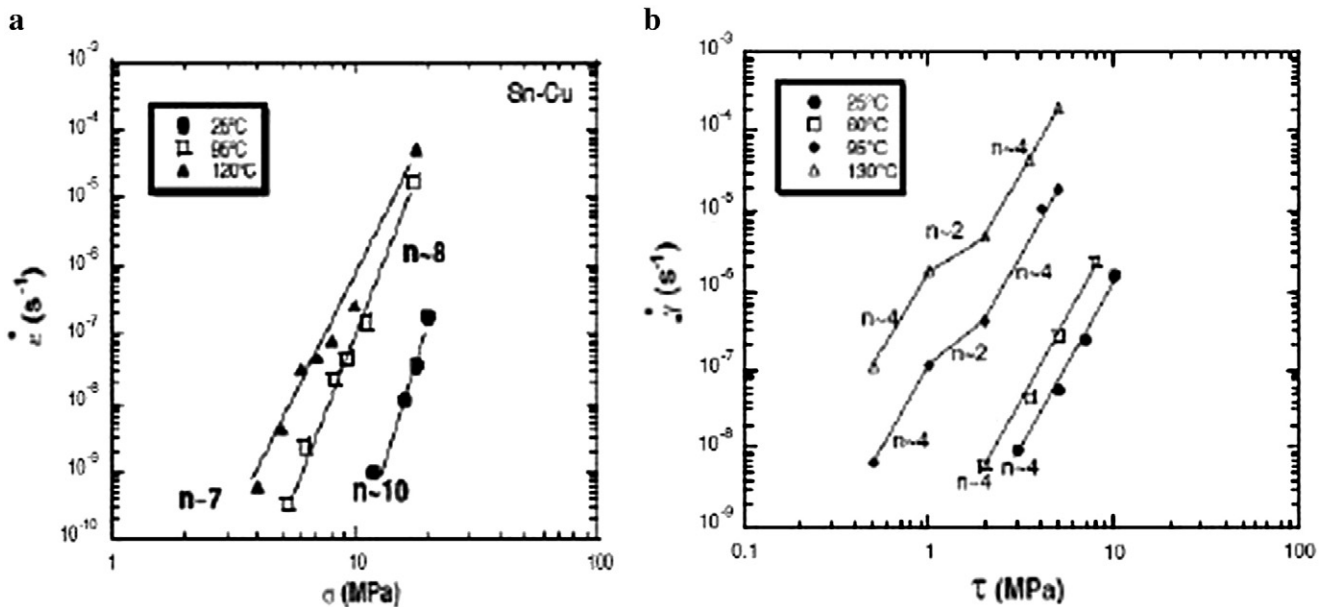 a
10⁻³
10⁻⁴
10⁻⁵
10⁻⁶
10⁻⁷
10⁻⁸
10⁻⁹
10⁻¹⁰
ε̇ (s⁻¹)
Sn-Cu
25°C
95°C
120°C
n~8
n~7
n~10
1
10
100
σ (MPa)
b
10⁻³
10⁻⁴
10⁻⁵
10⁻⁶
10⁻⁷
10⁻⁸
10⁻⁹
γ̇ (s⁻¹)
25°C
60°C
95°C
130°C
n~4
n~2
n~4
n~4
n~2
n~4
n~4
n~4
0.1
1
10
100
τ (MPa)